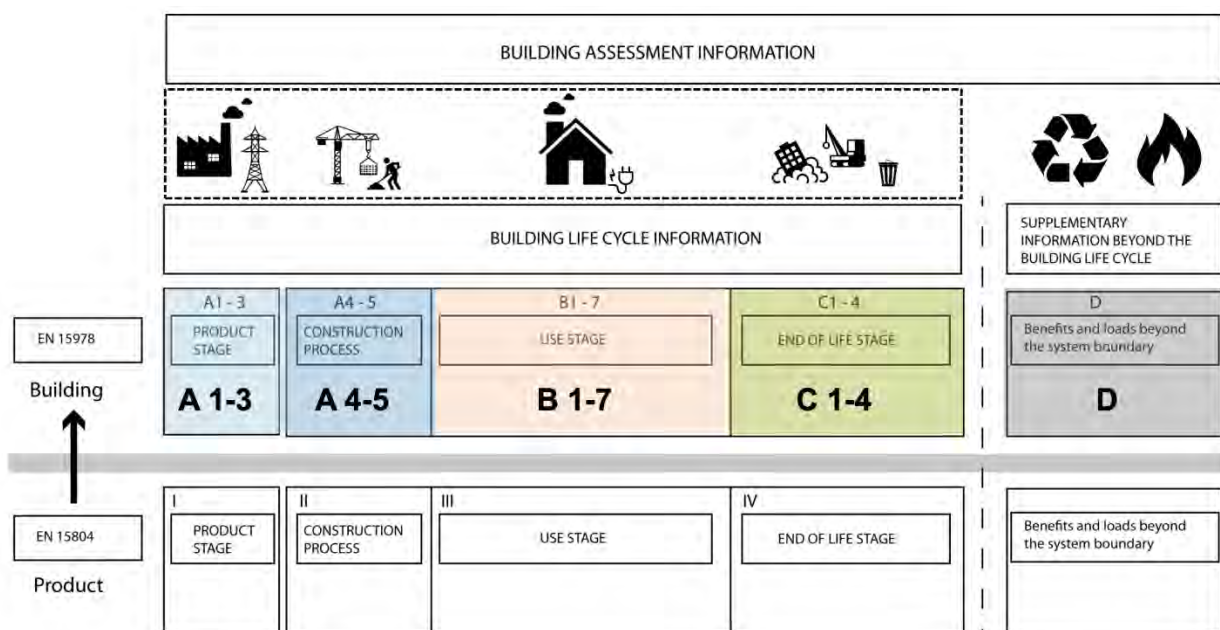 BUILDING ASSESSMENT INFORMATION
BUILDING LIFE CYCLE INFORMATION
SUPPLEMENTARY
INFORMATION BEYOND THE
BUILDING LIFE CYCLE
EN 15978
Building
A1 - 3
PRODUCT
STAGE
A 1-3
A4 - 5
CONSTRUCTION
PROCESS
A 4-5
B1 - 7
USE STAGE
B 1-7
C1 - 4
END OF LIFE STAGE
C 1-4
D
Benefits and loads beyond
the system boundary
D
EN 15804
Product
I
PRODUCT
STAGE
II
CONSTRUCTION
PROCESS
III
USE STAGE
IV
END OF LIFE STAGE
Benefits and loads beyond
the system boundary